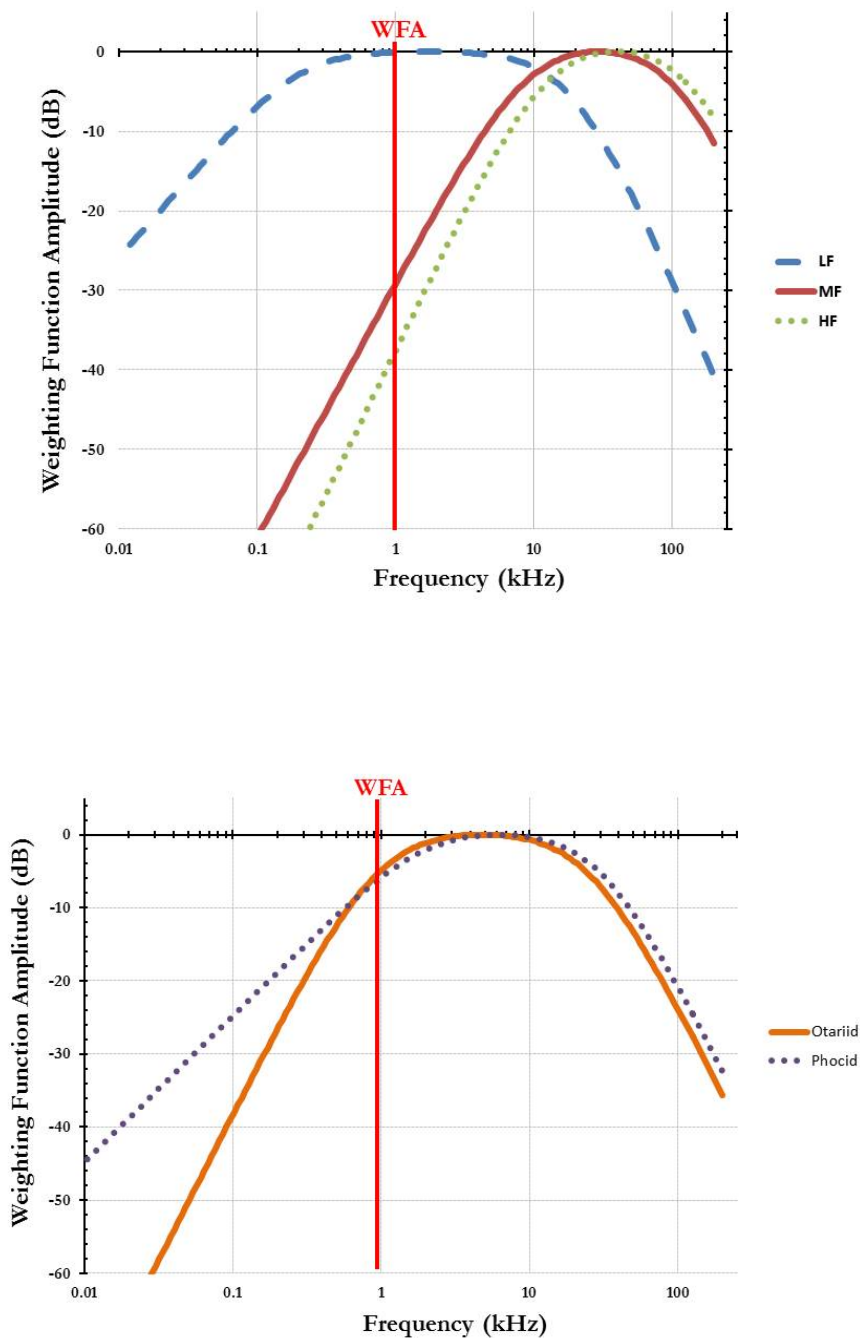 WFA
0
-10
-20
-30
-40
-50
-60
Weighting Function Amplitude (dB)
0.01 0.1 1 10 100
Frequency (kHz)
LF
MF
HF
WFA
0
-10
-20
-30
-40
-50
-60
Weighting Function Amplitude (dB)
0.01 0.1 1 10 100
Frequency (kHz)
Otariid
Phocid